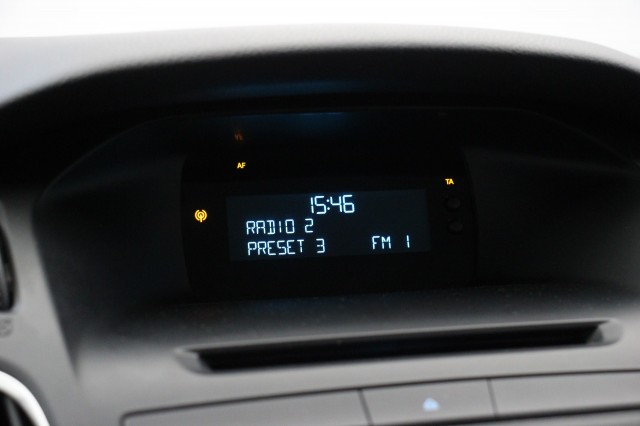 AF
TA
15:46
RADIO 2
PRESET 3 FM 1